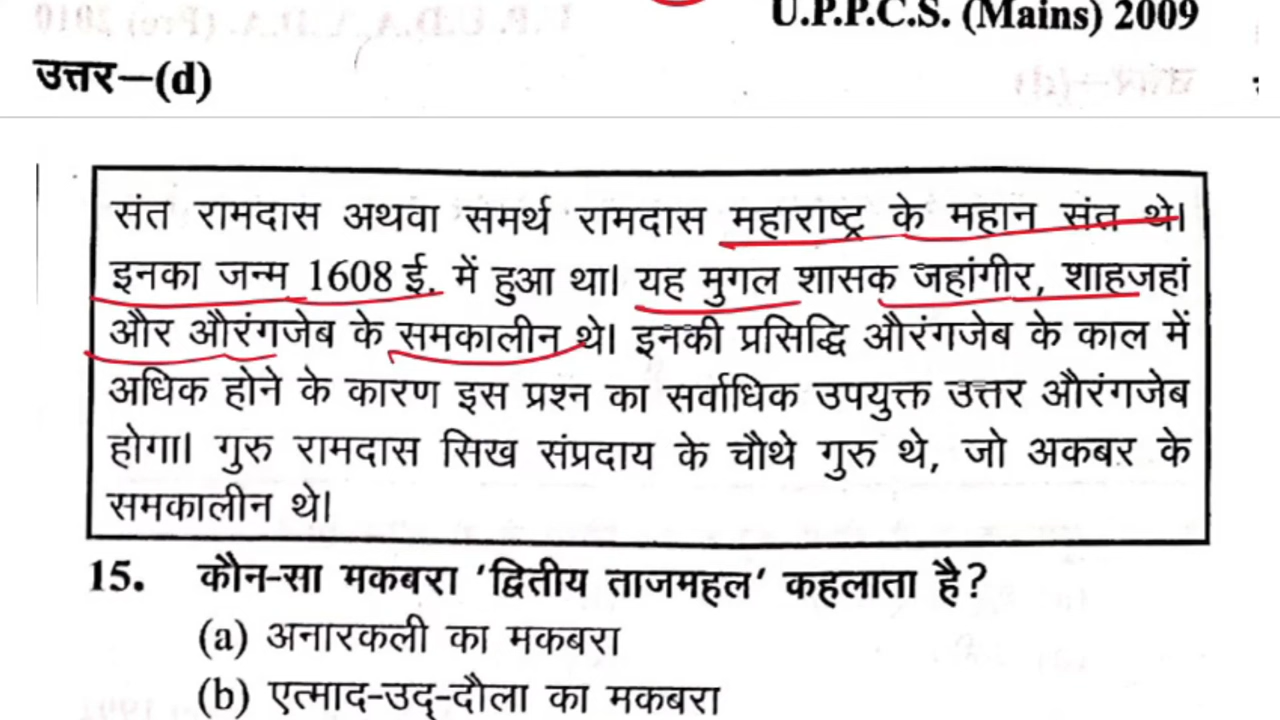 U.P.P.C.S. (Mains) 2009
उत्तर–(d)
संत रामदास अथवा समर्थ रामदास महाराष्ट्र के महान संत थे।
इनका जन्म 1608 ई. में हुआ था। यह मुगल शासक जहांगीर, शाहजहां
और औरंगजेब के समकालीन थे। इनकी प्रसिद्धि औरंगजेब के काल में
अधिक होने के कारण इस प्रश्न का सर्वाधिक उपयुक्त उत्तर औरंगजेब
होगा। गुरु रामदास सिख संप्रदाय के चौथे गुरु थे, जो अकबर के
समकालीन थे।
15. कौन-सा मकबरा ‘द्वितीय ताजमहल’ कहलाता है?
(a) अनारकली का मकबरा
(b) एत्माद-उद्-दौला का मकबरा